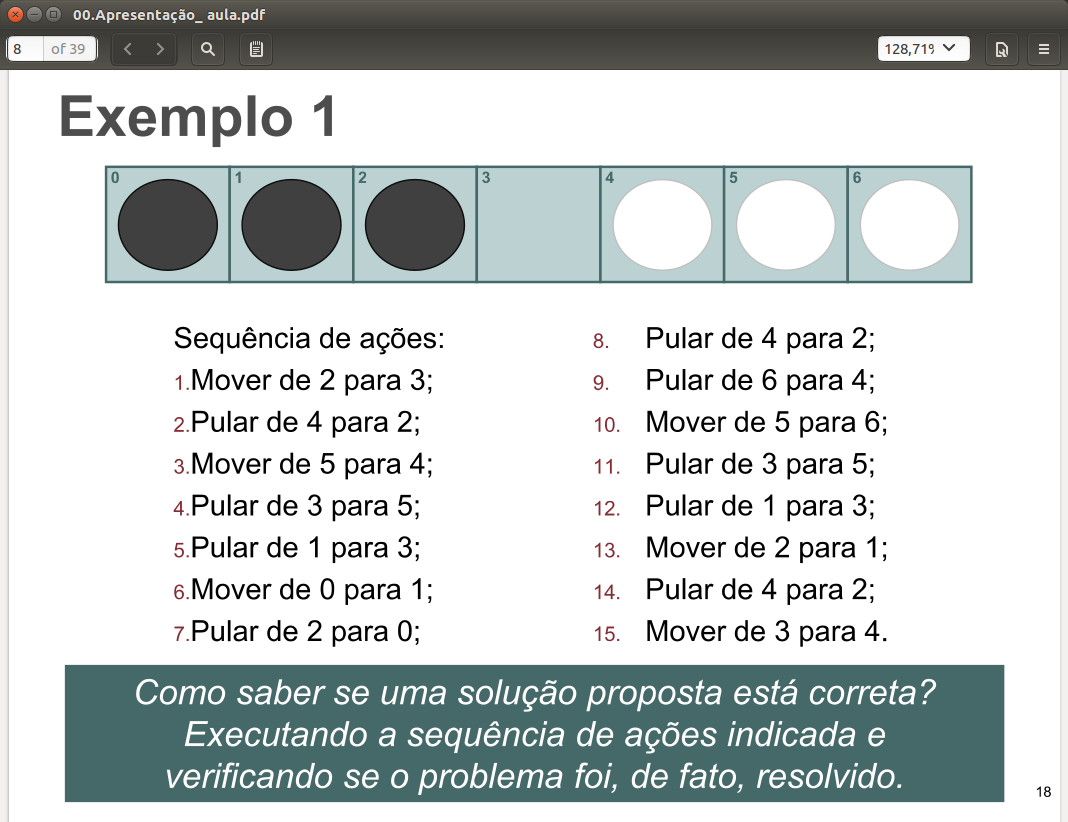 00.Apresentação_ aula.pdf
8 of 39
128,71%
Exemplo 1
0 1 2 3 4 5 6
Sequência de ações:
1.Mover de 2 para 3;
2.Pular de 4 para 2;
3.Mover de 5 para 4;
4.Pular de 3 para 5;
5.Pular de 1 para 3;
6.Mover de 0 para 1;
7.Pular de 2 para 0;
8. Pular de 4 para 2;
9. Pular de 6 para 4;
10. Mover de 5 para 6;
11. Pular de 3 para 5;
12. Pular de 1 para 3;
13. Mover de 2 para 1;
14. Pular de 4 para 2;
15. Mover de 3 para 4.
Como saber se uma solução proposta está correta?
Executando a sequência de ações indicada e
verificando se o problema foi, de fato, resolvido.
18